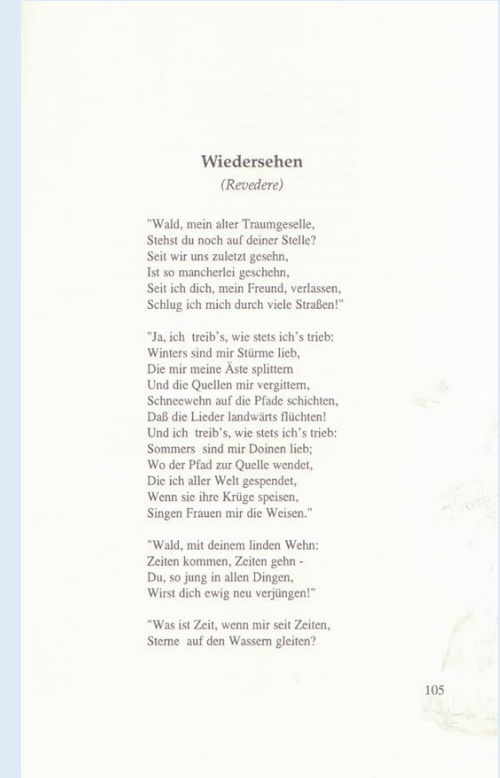 Wiedersehen
(Revedere)
"Wald, mein alter Traumgeselle,
Stehst du noch auf deiner Stelle?
Seit wir uns zuletzt gesehn,
Ist so mancherlei geschehn,
Seit ich dich, mein Freund, verlassen,
Schlug ich mich durch viele Straßen!"
"Ja, ich treib's, wie stets ich's trieb:
Winters sind mir Stürme lieb,
Die mir meine Äste splittern
Und die Quellen mir vergittern,
Schneewehn auf die Pfade schichten,
Daß die Lieder landwärts flüchten!
Und ich treib's, wie stets ich's trieb:
Sommers sind mir Doinen lieb;
Wo der Pfad zur Quelle wendet,
Die ich aller Welt gespendet,
Wenn sie ihre Krüge speisen,
Singen Frauen mir die Weisen."
"Wald, mit deinem linden Wehn:
Zeiten kommen, Zeiten gehn -
Du, so jung in allen Dingen,
Wirst dich ewig neu verjüngen!"
"Was ist Zeit, wenn mir seit Zeiten,
Sterne auf den Wassern gleiten?
105